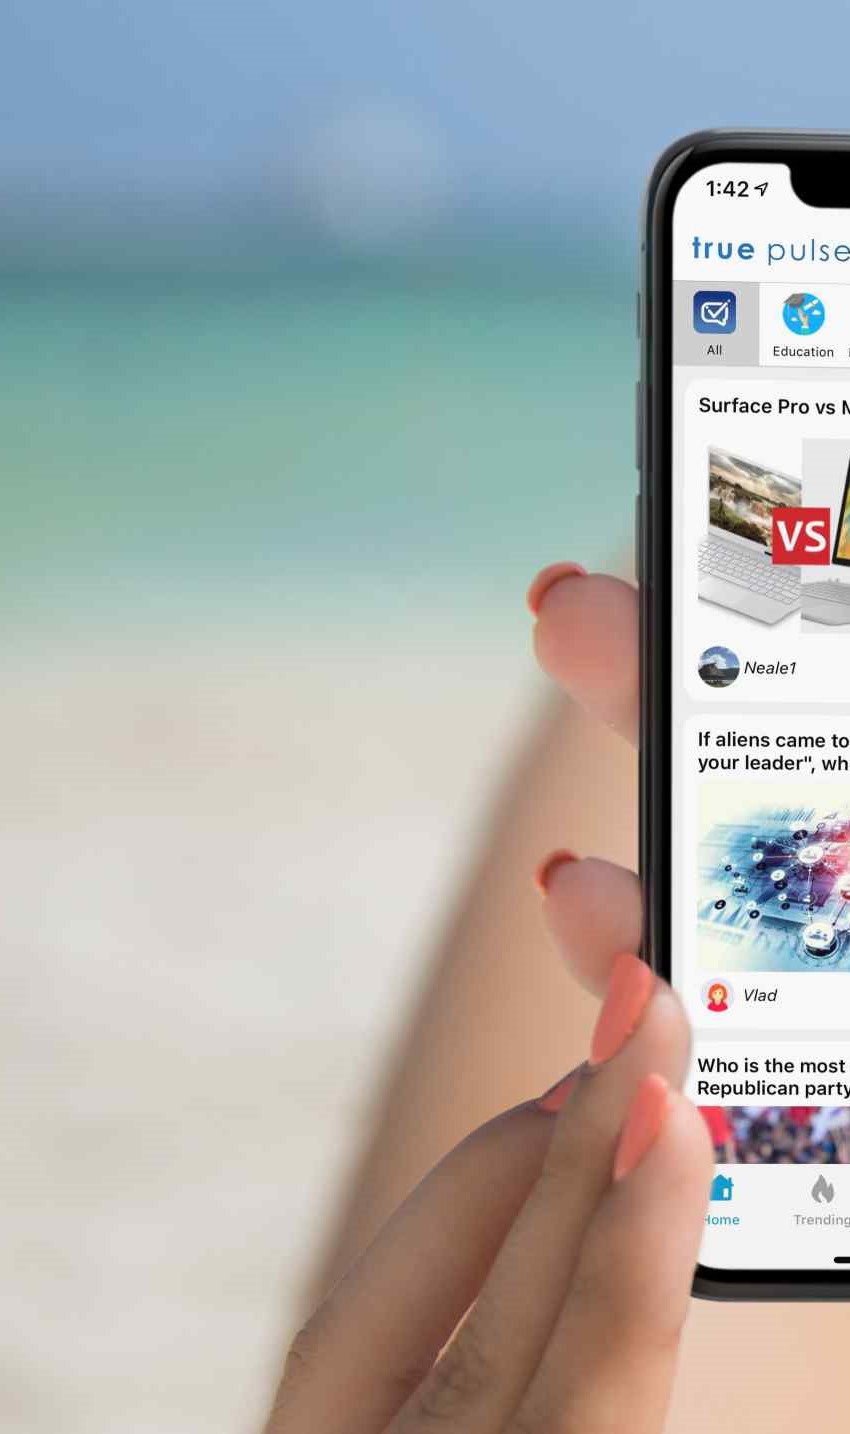 1:42
true pulse
All
Education
Surface Pro vs
VS
Neale1
If aliens came to
your leader", wh
Vlad
Who is the most
Republican party
Home
Trending